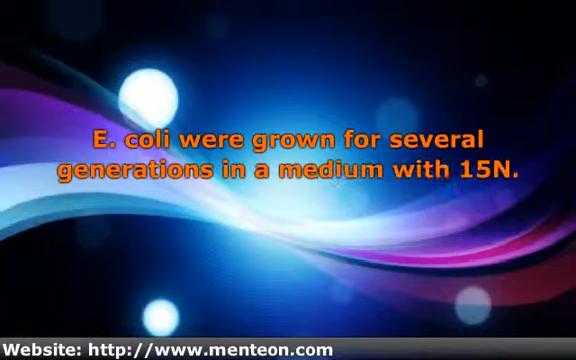 E. coli were grown for several
generations in a medium with 15N.
Website: http://www.menteon.com